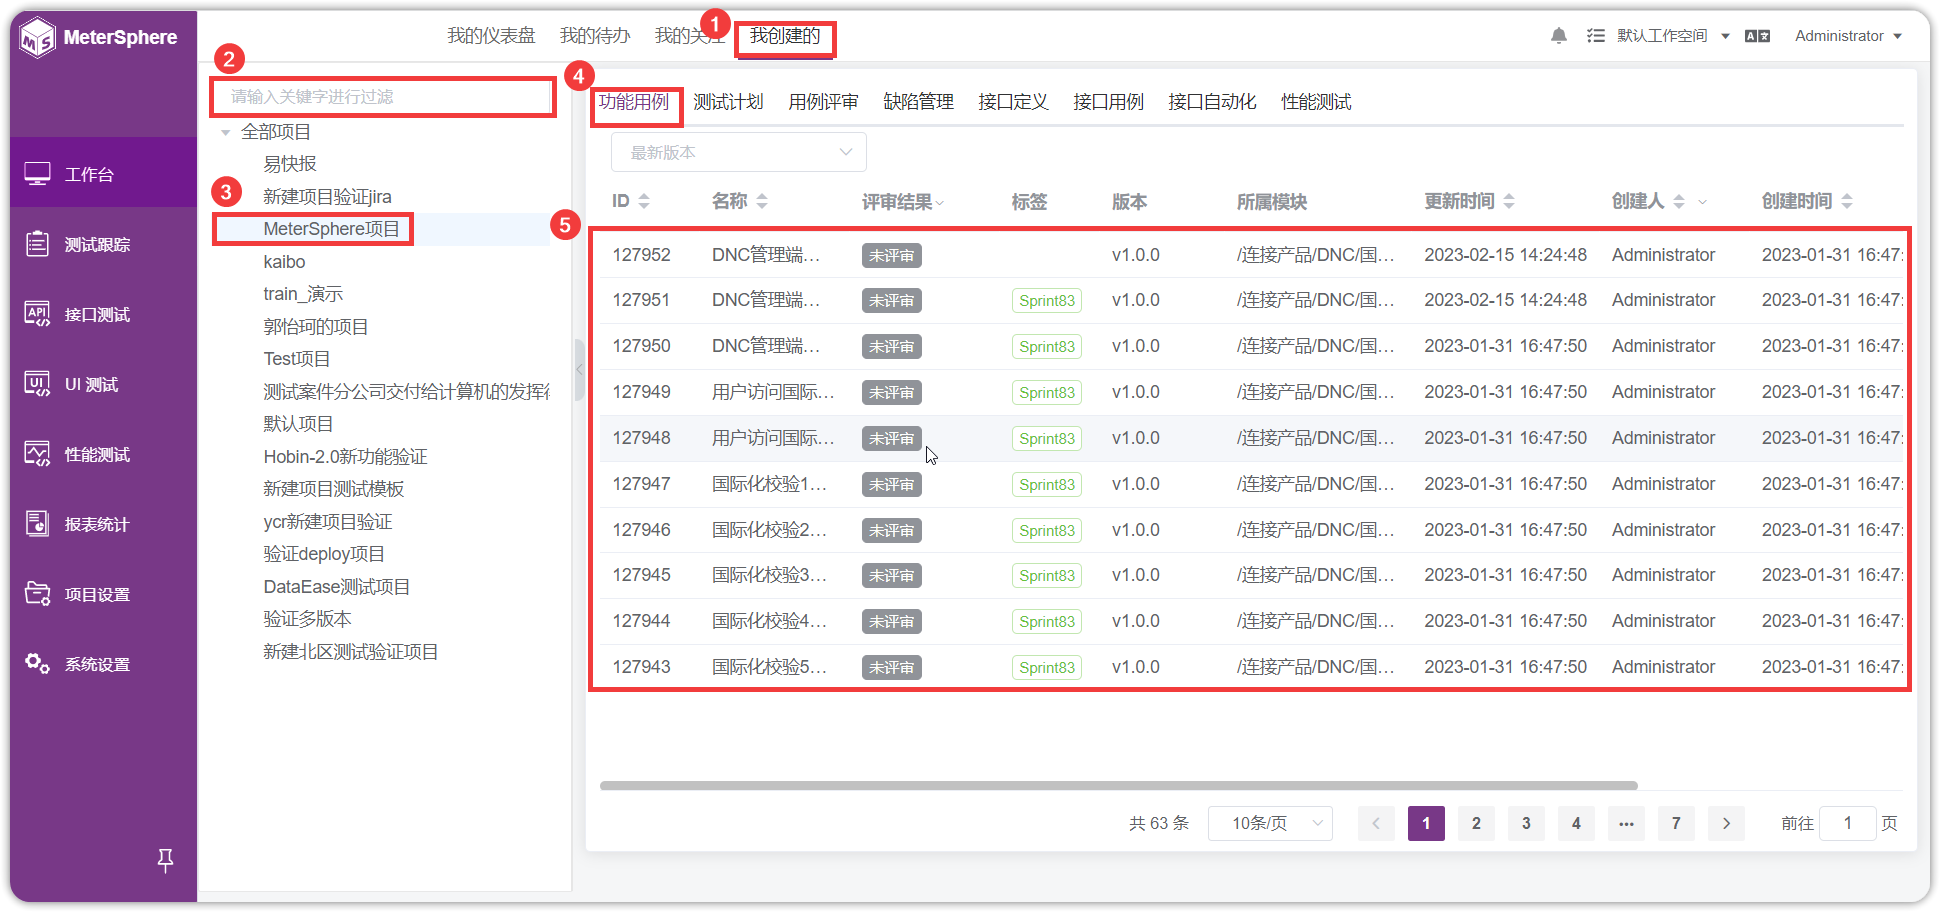 MeterSphere
我的仪表盘 我的待办 我的关注 1 我创建的
默认工作空间 Administrator
工作台
测试跟踪
API 接口测试
UI UI 测试
性能测试
报表统计
项目设置
系统设置
2
请输入关键字进行过滤
全部项目
易快报
新建项目验证jira
3
MeterSphere项目
kaibo
train_演示
郭怡珂的项目
Test项目
测试案件分公司交付给计算机的发挥
默认项目
Hobin-2.0新功能验证
新建项目测试模板
ycr新建项目验证
验证deploy项目
DataEase测试项目
验证多版本
新建北区测试验证项目
4
功能用例 测试计划 用例评审 缺陷管理 接口定义 接口用例 接口自动化 性能测试
最新版本
ID 名称 评审结果 标签 版本 所属模块 更新时间 创建人 创建时间
5
127952 DNC管理端... 未评审 v1.0.0 /连接产品/DNC/国... 2023-02-15 14:24:48 Administrator 2023-01-31 16:47:
127951 DNC管理端... 未评审 Sprint83 v1.0.0 /连接产品/DNC/国... 2023-02-15 14:24:48 Administrator 2023-01-31 16:47:
127950 DNC管理端... 未评审 Sprint83 v1.0.0 /连接产品/DNC/国... 2023-01-31 16:47:50 Administrator 2023-01-31 16:47:
127949 用户访问国际... 未评审 Sprint83 v1.0.0 /连接产品/DNC/国... 2023-01-31 16:47:50 Administrator 2023-01-31 16:47:
127948 用户访问国际... 未评审 Sprint83 v1.0.0 /连接产品/DNC/国... 2023-01-31 16:47:50 Administrator 2023-01-31 16:47:
127947 国际化校验1... 未评审 Sprint83 v1.0.0 /连接产品/DNC/国... 2023-01-31 16:47:50 Administrator 2023-01-31 16:47:
127946 国际化校验2... 未评审 Sprint83 v1.0.0 /连接产品/DNC/国... 2023-01-31 16:47:50 Administrator 2023-01-31 16:47:
127945 国际化校验3... 未评审 Sprint83 v1.0.0 /连接产品/DNC/国... 2023-01-31 16:47:50 Administrator 2023-01-31 16:47:
127944 国际化校验4... 未评审 Sprint83 v1.0.0 /连接产品/DNC/国... 2023-01-31 16:47:50 Administrator 2023-01-31 16:47:
127943 国际化校验5... 未评审 Sprint83 v1.0.0 /连接产品/DNC/国... 2023-01-31 16:47:50 Administrator 2023-01-31 16:47:
共 63 条 10条/页 1 2 3 4 ... 7 前往 1 页